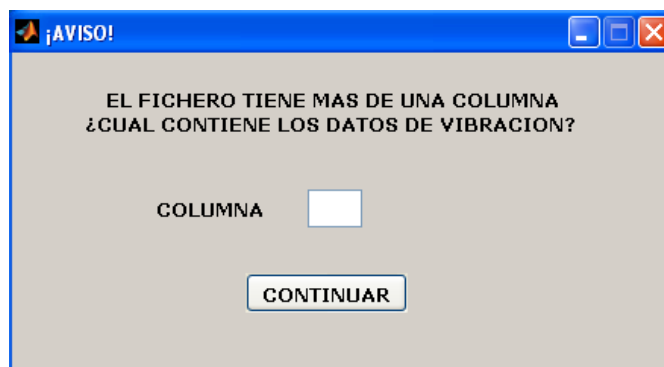 ¡AVISO!
EL FICHERO TIENE MAS DE UNA COLUMNA
¿CUAL CONTIENE LOS DATOS DE VIBRACION?
COLUMNA
CONTINUAR